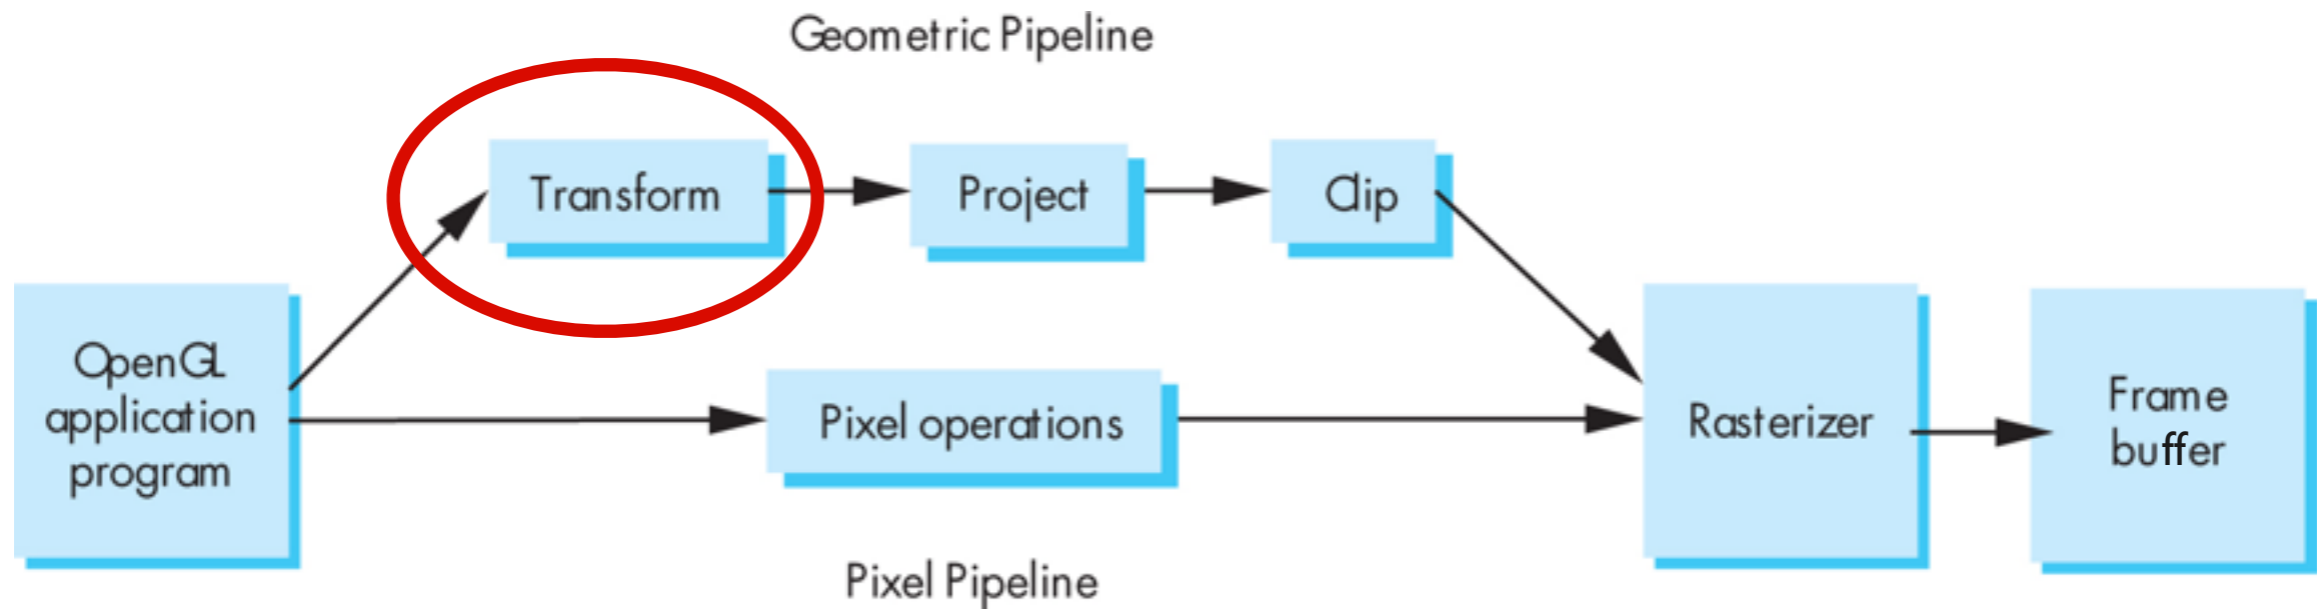 Geometric Pipeline
Transform
Project
Clip
OpenGL
application
program
Pixel operations
Rasterizer
Frame
buffer
Pixel Pipeline